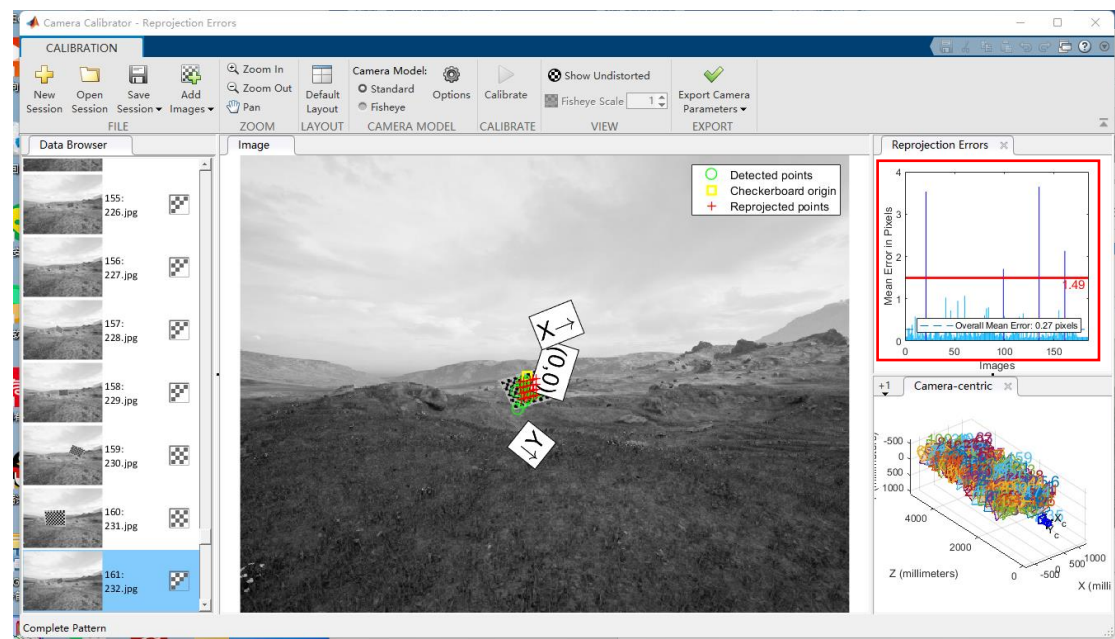 Camera Calibrator - Reprojection Errors
CALIBRATION
New Session
Open Session
Save Session
Add Images
FILE
Zoom In
Zoom Out
Pan
ZOOM
Default Layout
LAYOUT
Camera Model:
Standard
Fisheye
Options
CAMERA MODEL
Calibrate
CALIBRATE
Show Undistorted
Fisheye Scale 1
VIEW
Export Camera Parameters
EXPORT
Data Browser
155:
226.jpg
156:
227.jpg
157:
228.jpg
158:
229.jpg
159:
230.jpg
160:
231.jpg
161:
232.jpg
Image
Detected points
Checkerboard origin
Reprojected points
X→
(0,0)
Y→
Reprojection Errors
Mean Error in Pixels
4
3
2
1
0
1.49
Overall Mean Error: 0.27 pixels
0 50 100 150
Images
+1 Camera-centric
-500
0
500
1000
4000
2000
0
Z (millimeters)
-500
0
500
1000
X (milli
Xc
Yc
Complete Pattern